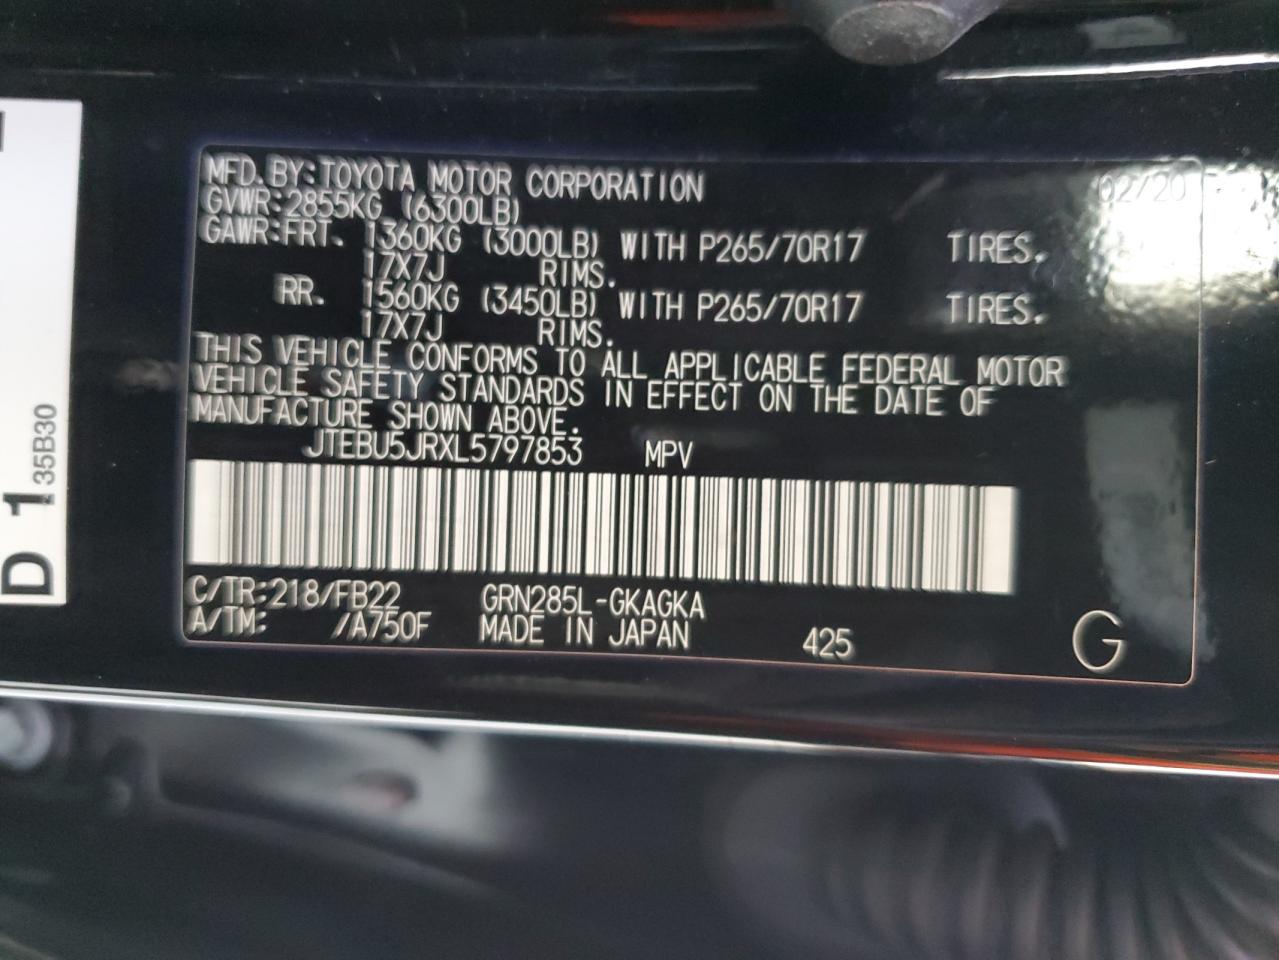 MFD. BY:TOYOTA MOTOR CORPORATION 02/20
GVWR:2855KG (6300LB)
GAWR:FRT. 1360KG (3000LB) WITH P265/70R17 TIRES.
17X7J RIMS.
RR. 1560KG (3450LB) WITH P265/70R17 TIRES.
17X7J RIMS.
THIS VEHICLE CONFORMS TO ALL APPLICABLE FEDERAL MOTOR
VEHICLE SAFETY STANDARDS IN EFFECT ON THE DATE OF
MANUFACTURE SHOWN ABOVE.
JTEBU5JRXL5797853 MPV
C/TR:218/FB22 GRN285L-GKAGKA
A/TM: /A750F MADE IN JAPAN 425 G
D 1
35B30